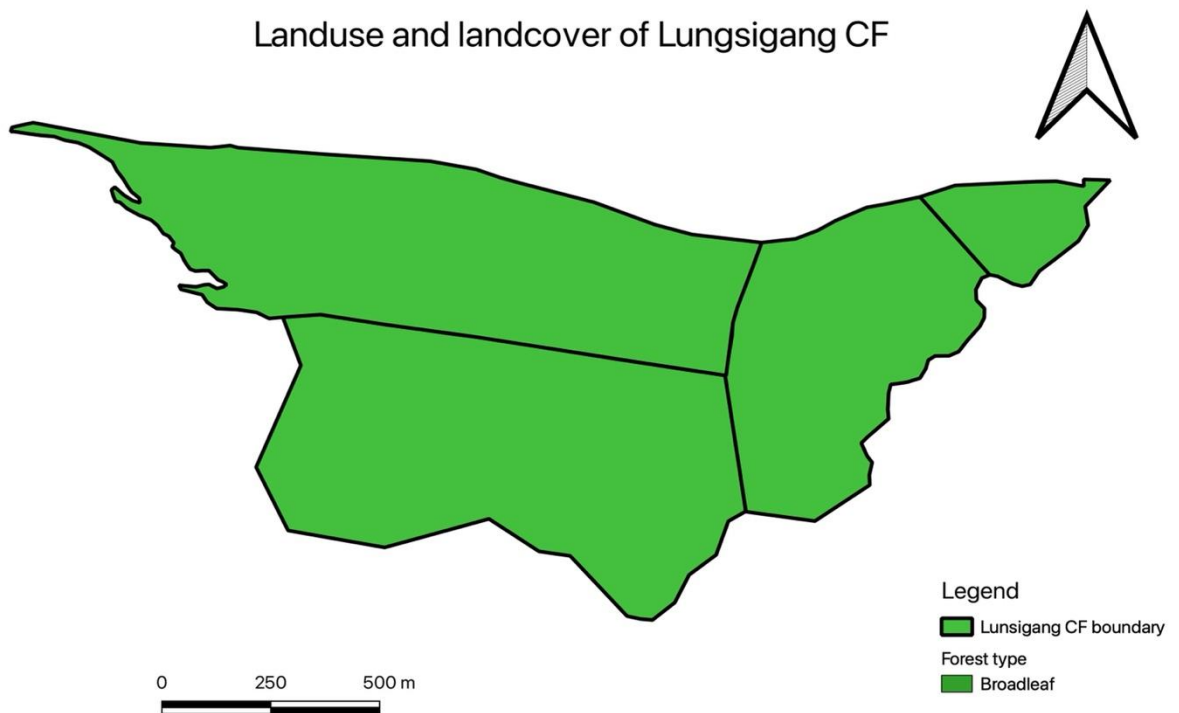 Landuse and landcover of Lungsigang CF
Legend
Lunsigang CF boundary
Forest type
Broadleaf
0 250 500 m